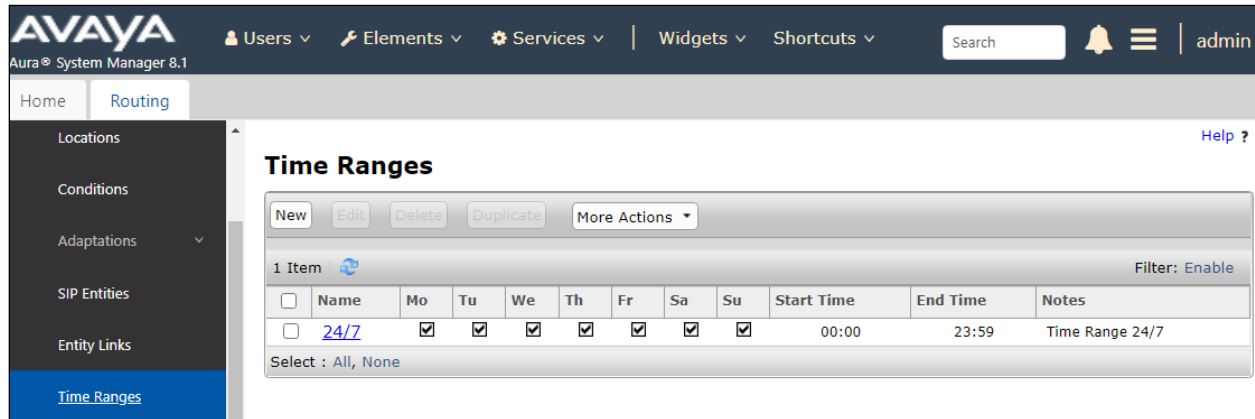 AVAYA
Aura® System Manager 8.1
Users Elements Services | Widgets Shortcuts Search | admin
Home Routing
Locations
Conditions
Adaptations
SIP Entities
Entity Links
Time Ranges
Help ?
Time Ranges
New Edit Delete Duplicate More Actions
1 Item Filter: Enable
Name Mo Tu We Th Fr Sa Su Start Time End Time Notes
24/7 00:00 23:59 Time Range 24/7
Select : All, None